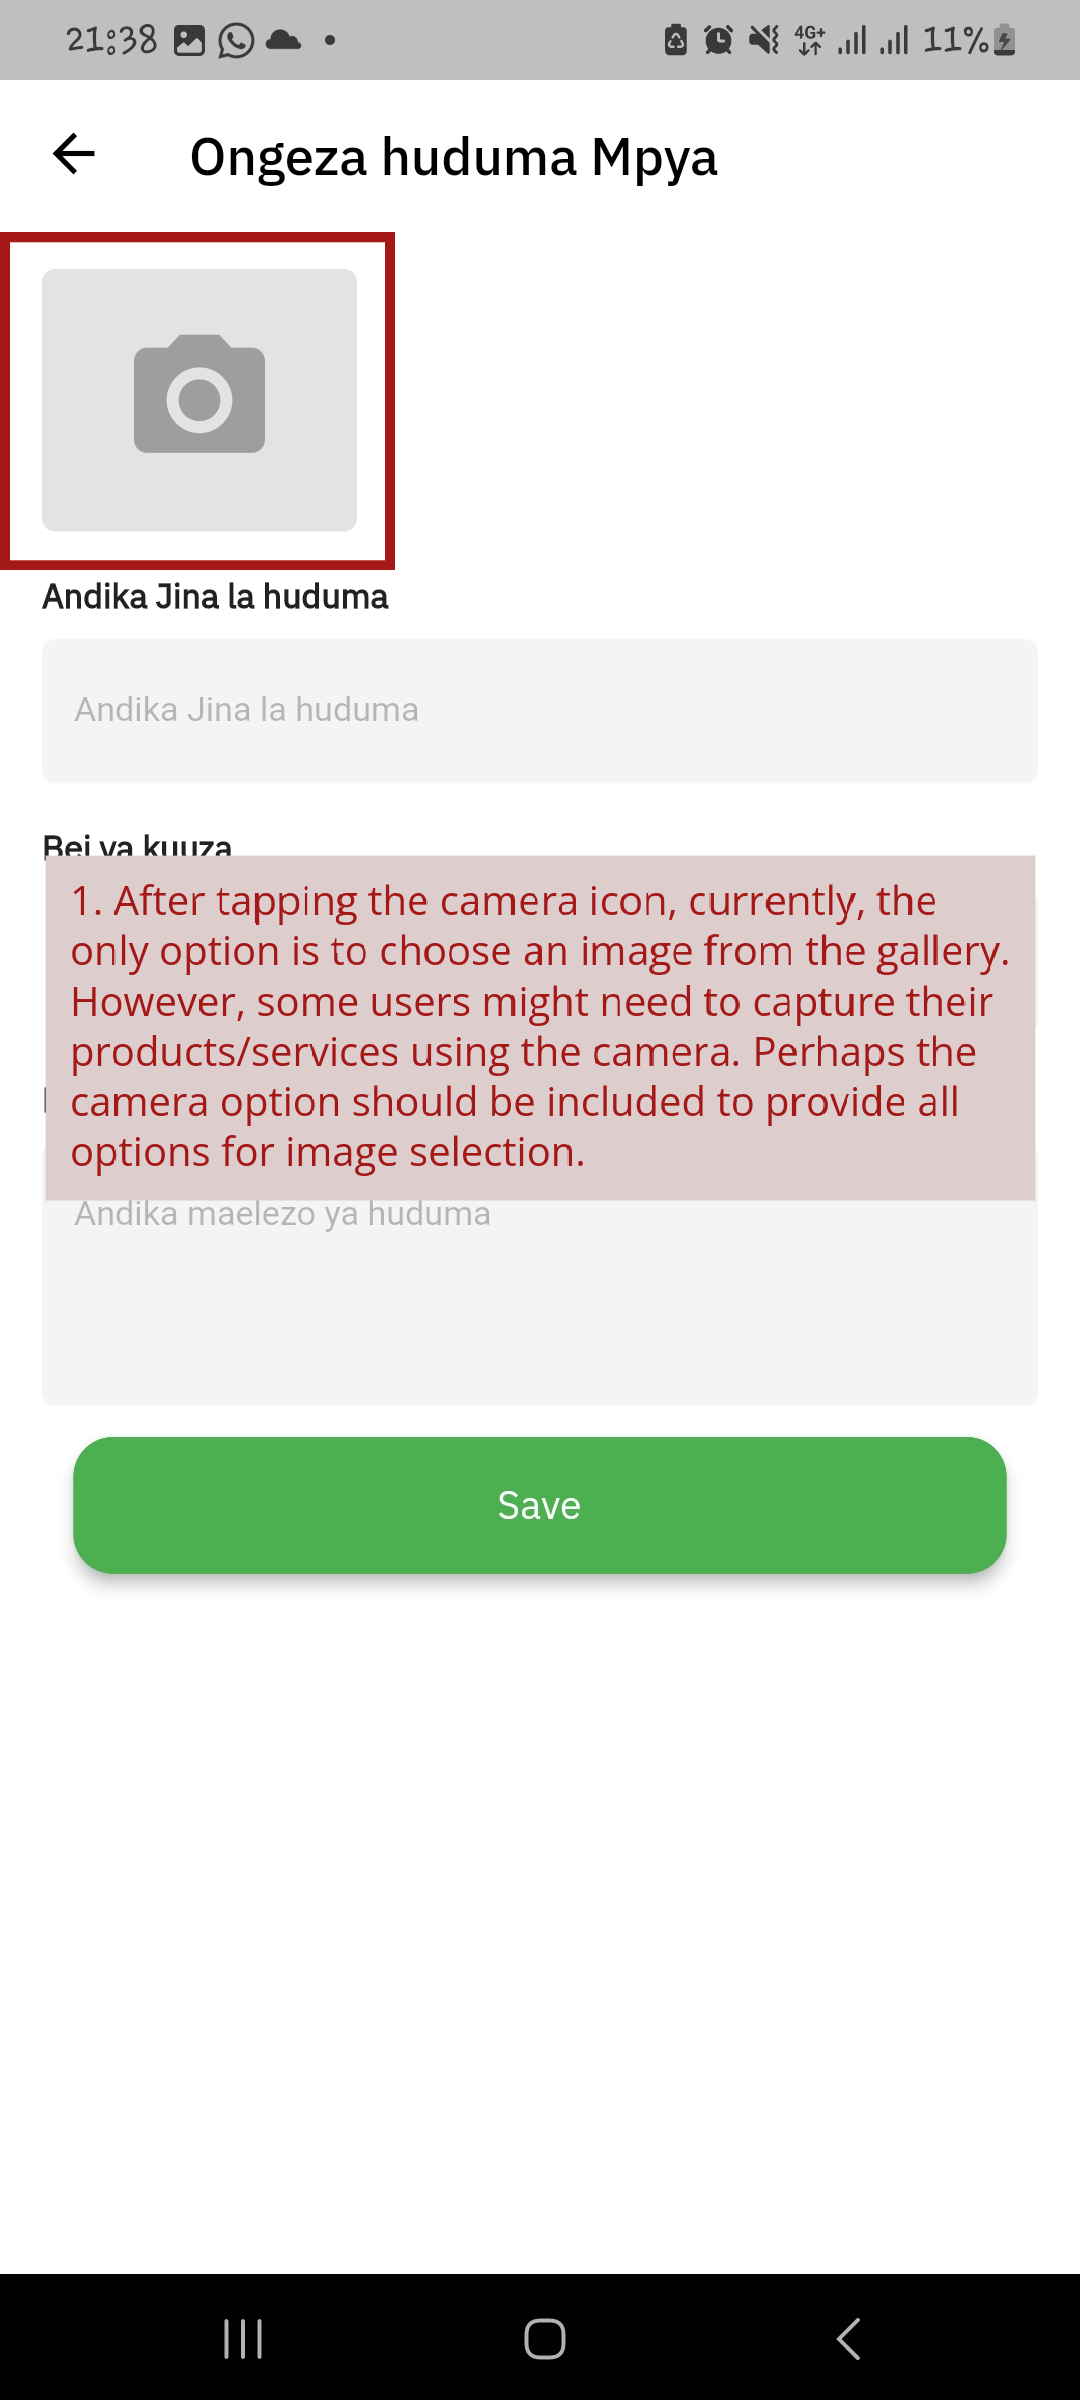 21:38 4G+ 11%
Ongeza huduma Mpya
Andika Jina la huduma
Andika Jina la huduma
Bei ya kuuza
1. After tapping the camera icon, currently, the
only option is to choose an image from the gallery.
However, some users might need to capture their
products/services using the camera. Perhaps the
camera option should be included to provide all
options for image selection.
Andika maelezo ya huduma
Save